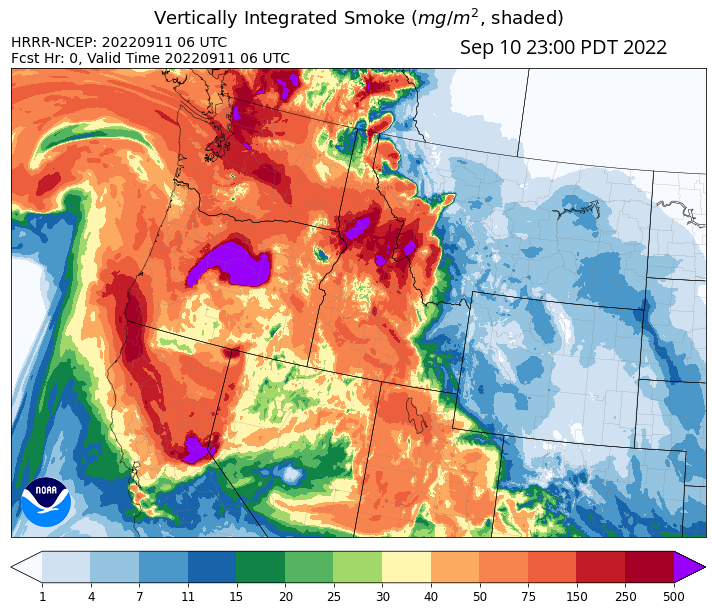 Vertically Integrated Smoke (mg/m², shaded)
HRRR-NCEP: 20220911 06 UTC
Fcst Hr: 0, Valid Time 20220911 06 UTC
Sep 10 23:00 PDT 2022
NOAA
1 4 7 11 15 20 25 30 40 50 75 150 250 500